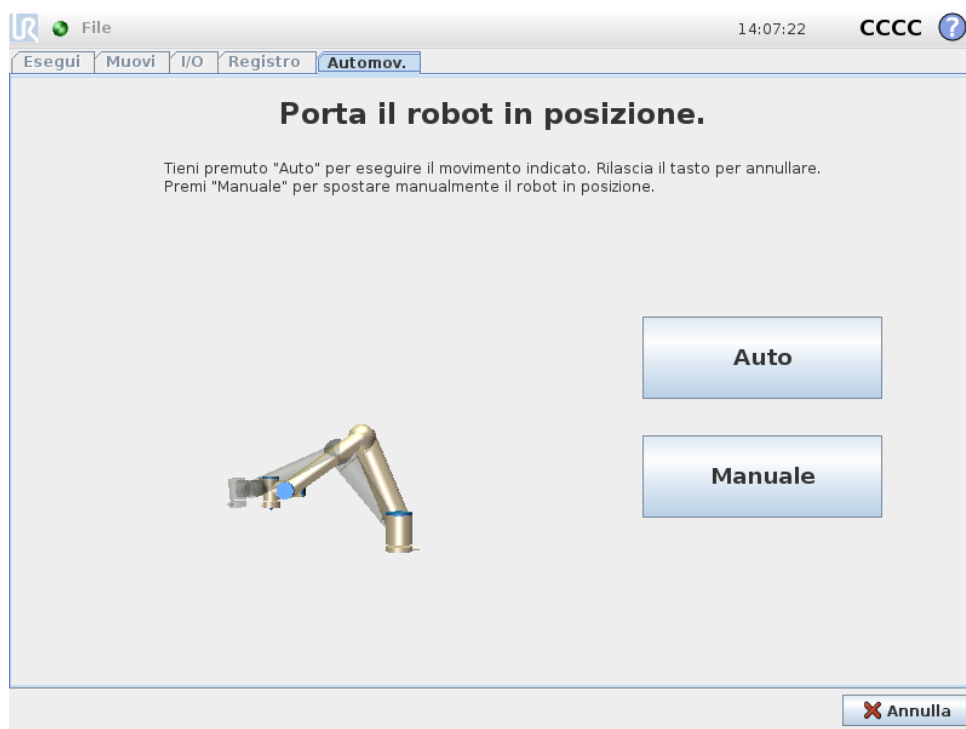 UR File 14:07:22 CCCC ?
Esegui Muovi I/O Registro Automov.
Porta il robot in posizione.
Tieni premuto "Auto" per eseguire il movimento indicato. Rilascia il tasto per annullare.
Premi "Manuale" per spostare manualmente il robot in posizione.
Auto
Manuale
Annulla